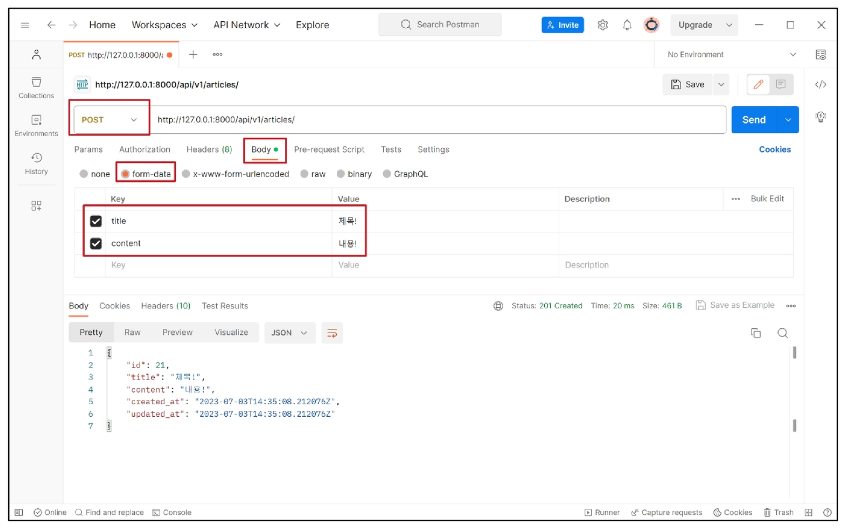 Home Workspaces API Network Explore Search Postman Invite Upgrade
POST http://127.0.0.1:8000/a No Environment
http://127.0.0.1:8000/api/v1/articles/ Save
POST http://127.0.0.1:8000/api/v1/articles/ Send
Collections
Environments
History
Params Authorization Headers (8) Body Pre-request Script Tests Settings Cookies
none form-data x-www-form-urlencoded raw binary GraphQL
Key Value Description Bulk Edit
title 제목!
content 내용!
Key Value Description
Body Cookies Headers (10) Test Results Status: 201 Created Time: 20 ms Size: 461 B Save as Example
Pretty Raw Preview Visualize JSON
1 {
2 "id": 21,
3 "title": "제목!",
4 "content": "내용!",
5 "created_at": "2023-07-03T14:35:08.212076Z",
6 "updated_at": "2023-07-03T14:35:08.212076Z"
7 }
Online Find and replace Console Runner Capture requests Cookies Trash